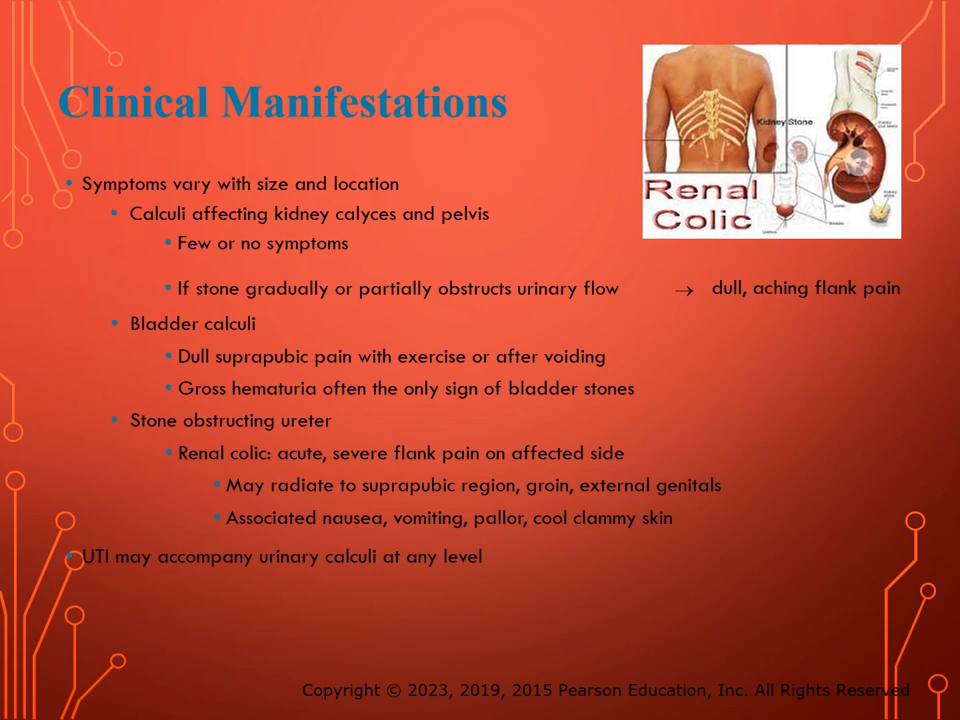 Clinical Manifestations
Kidney Stone
Renal
Colic
• Symptoms vary with size and location
• Calculi affecting kidney calyces and pelvis
• Few or no symptoms
• If stone gradually or partially obstructs urinary flow → dull, aching flank pain
• Bladder calculi
• Dull suprapubic pain with exercise or after voiding
• Gross hematuria often the only sign of bladder stones
• Stone obstructing ureter
• Renal colic: acute, severe flank pain on affected side
• May radiate to suprapubic region, groin, external genitals
• Associated nausea, vomiting, pallor, cool clammy skin
• UTI may accompany urinary calculi at any level
Copyright © 2023, 2019, 2015 Pearson Education, Inc. All Rights Reserved